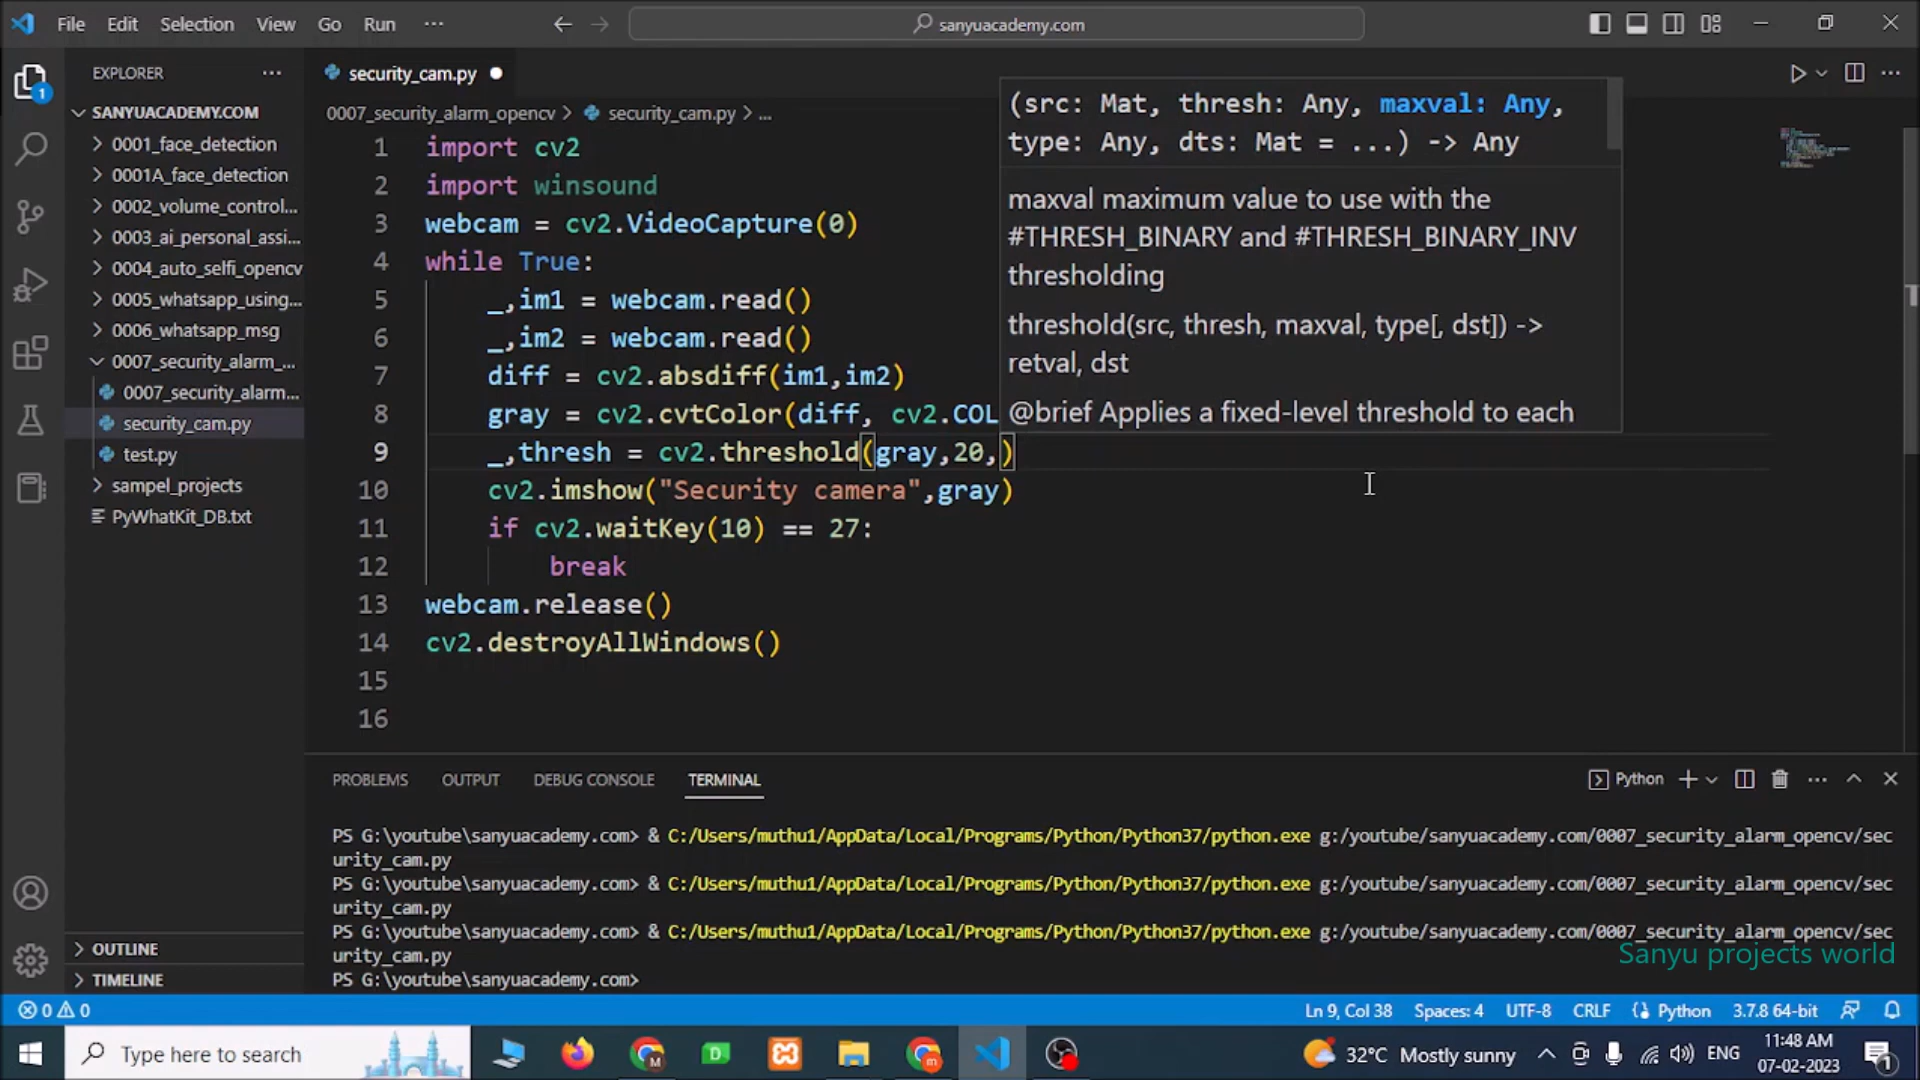 File Edit Selection View Go Run ··· sanyuacademy.com
EXPLORER ···
1
SANYUACADEMY.COM
0001_face_detection
0001A_face_detection
0002_volume_control...
0003_ai_personal_assi...
0004_auto_selfi_opencv
0005_whatsapp_using...
0006_whatsapp_msg
0007_security_alarm_...
0007_security_alarm...
security_cam.py
test.py
sampel_projects
PyWhatKit_DB.txt
OUTLINE
TIMELINE
security_cam.py
0007_security_alarm_opencv > security_cam.py > ...
1 import cv2
2 import winsound
3 webcam = cv2.VideoCapture(0)
4 while True:
5 _,im1 = webcam.read()
6 _,im2 = webcam.read()
7 diff = cv2.absdiff(im1,im2)
8 gray = cv2.cvtColor(diff, cv2.COL
9 _,thresh = cv2.threshold(gray,20,)
10 cv2.imshow("Security camera",gray)
11 if cv2.waitKey(10) == 27:
12 break
13 webcam.release()
14 cv2.destroyAllWindows()
15
16
(src: Mat, thresh: Any, maxval: Any,
type: Any, dts: Mat = ...) -> Any
maxval maximum value to use with the
#THRESH_BINARY and #THRESH_BINARY_INV
thresholding
threshold(src, thresh, maxval, type[, dst]) ->
retval, dst
@brief Applies a fixed-level threshold to each
PROBLEMS OUTPUT DEBUG CONSOLE TERMINAL Python
PS G:\youtube\sanyuacademy.com> & C:/Users/muthu1/AppData/Local/Programs/Python/Python37/python.exe g:/youtube/sanyuacademy.com/0007_security_alarm_opencv/sec
urity_cam.py
PS G:\youtube\sanyuacademy.com> & C:/Users/muthu1/AppData/Local/Programs/Python/Python37/python.exe g:/youtube/sanyuacademy.com/0007_security_alarm_opencv/sec
urity_cam.py
PS G:\youtube\sanyuacademy.com> & C:/Users/muthu1/AppData/Local/Programs/Python/Python37/python.exe g:/youtube/sanyuacademy.com/0007_security_alarm_opencv/sec
urity_cam.py
PS G:\youtube\sanyuacademy.com>
Sanyu projects world
0 0 Ln 9, Col 38 Spaces: 4 UTF-8 CRLF Python 3.7.8 64-bit
Type here to search 32°C Mostly sunny ENG 11:48 AM
07-02-2023 1